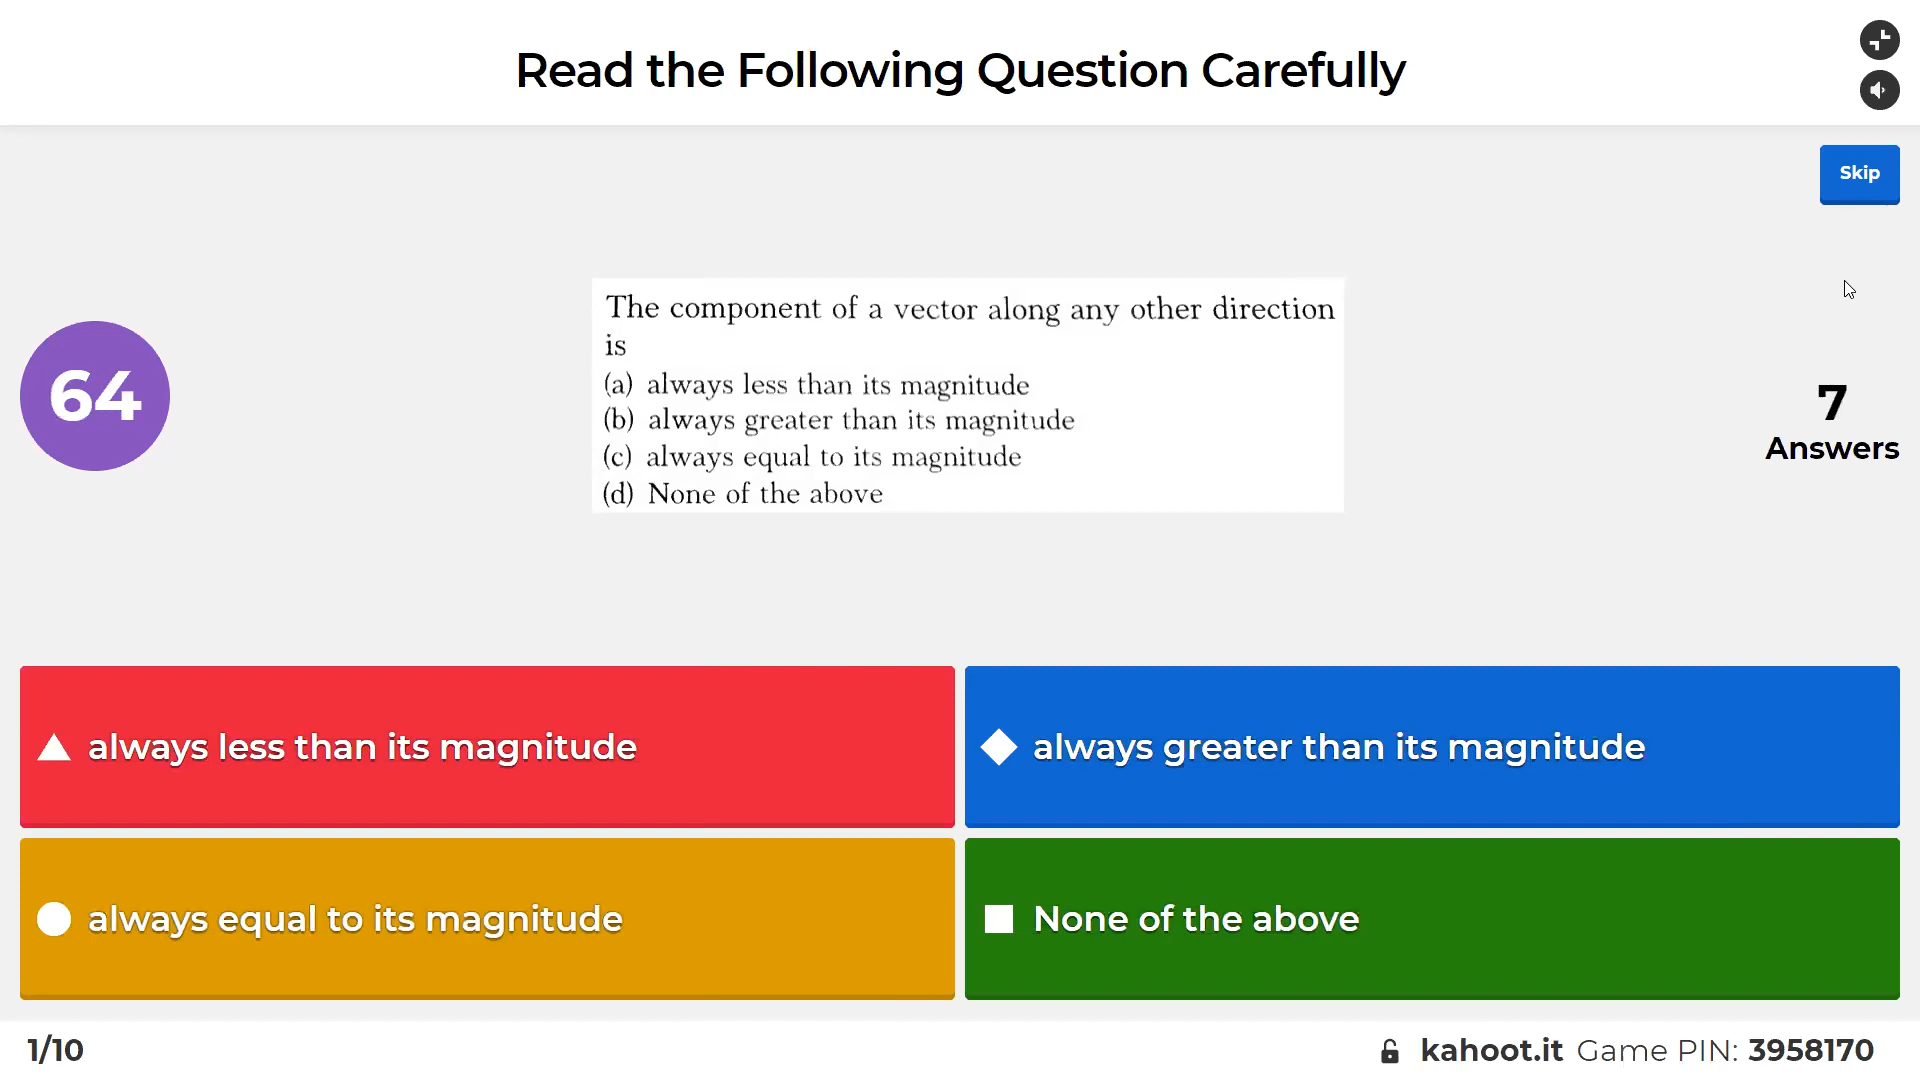 Read the Following Question Carefully
Skip
The component of a vector along any other direction
is
(a) always less than its magnitude
(b) always greater than its magnitude
(c) always equal to its magnitude
(d) None of the above
64
7
Answers
always less than its magnitude
always greater than its magnitude
always equal to its magnitude
None of the above
1/10
kahoot.it Game PIN: 3958170